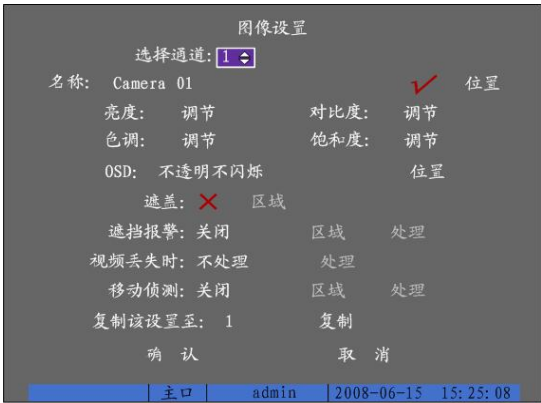 图像设置
选择通道: 1
名称: Camera 01 位置
亮度: 调节 对比度: 调节
色调: 调节 饱和度: 调节
OSD: 不透明不闪烁 位置
遮盖: 区域
遮挡报警: 关闭 区域 处理
视频丢失时: 不处理 处理
移动侦测: 关闭 区域 处理
复制该设置至: 1 复制
确 认 取 消
主口 admin 2008-06-15 15:25:08